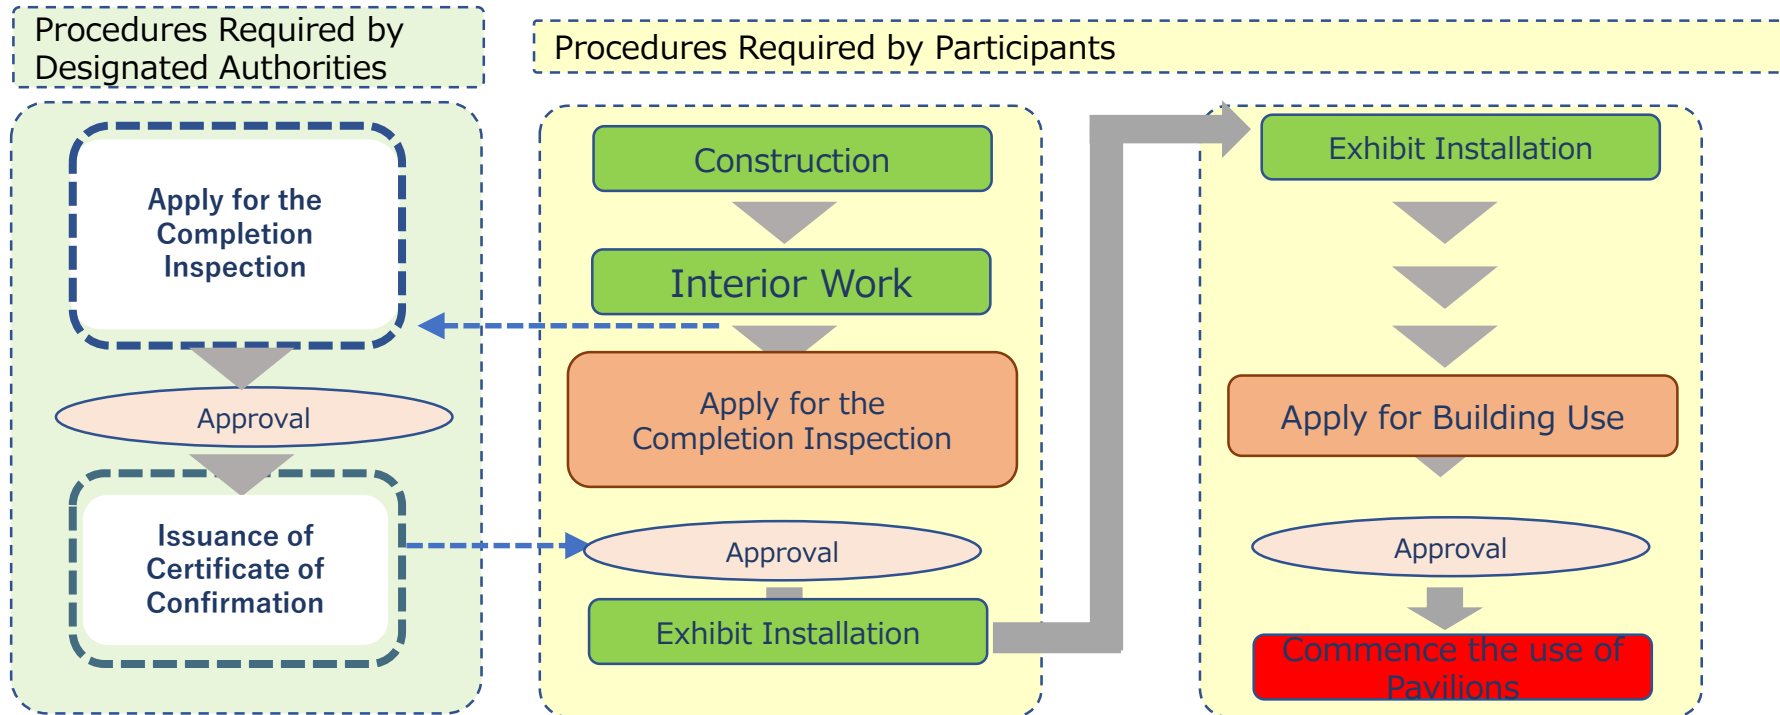 Procedures Required by
Designated Authorities
Apply for the
Completion
Inspection
Approval
Issuance of
Certificate of
Confirmation
Procedures Required by Participants
Construction
Interior Work
Apply for the
Completion Inspection
Approval
Exhibit Installation
Exhibit Installation
Apply for Building Use
Approval
Commence the use of
Pavilions